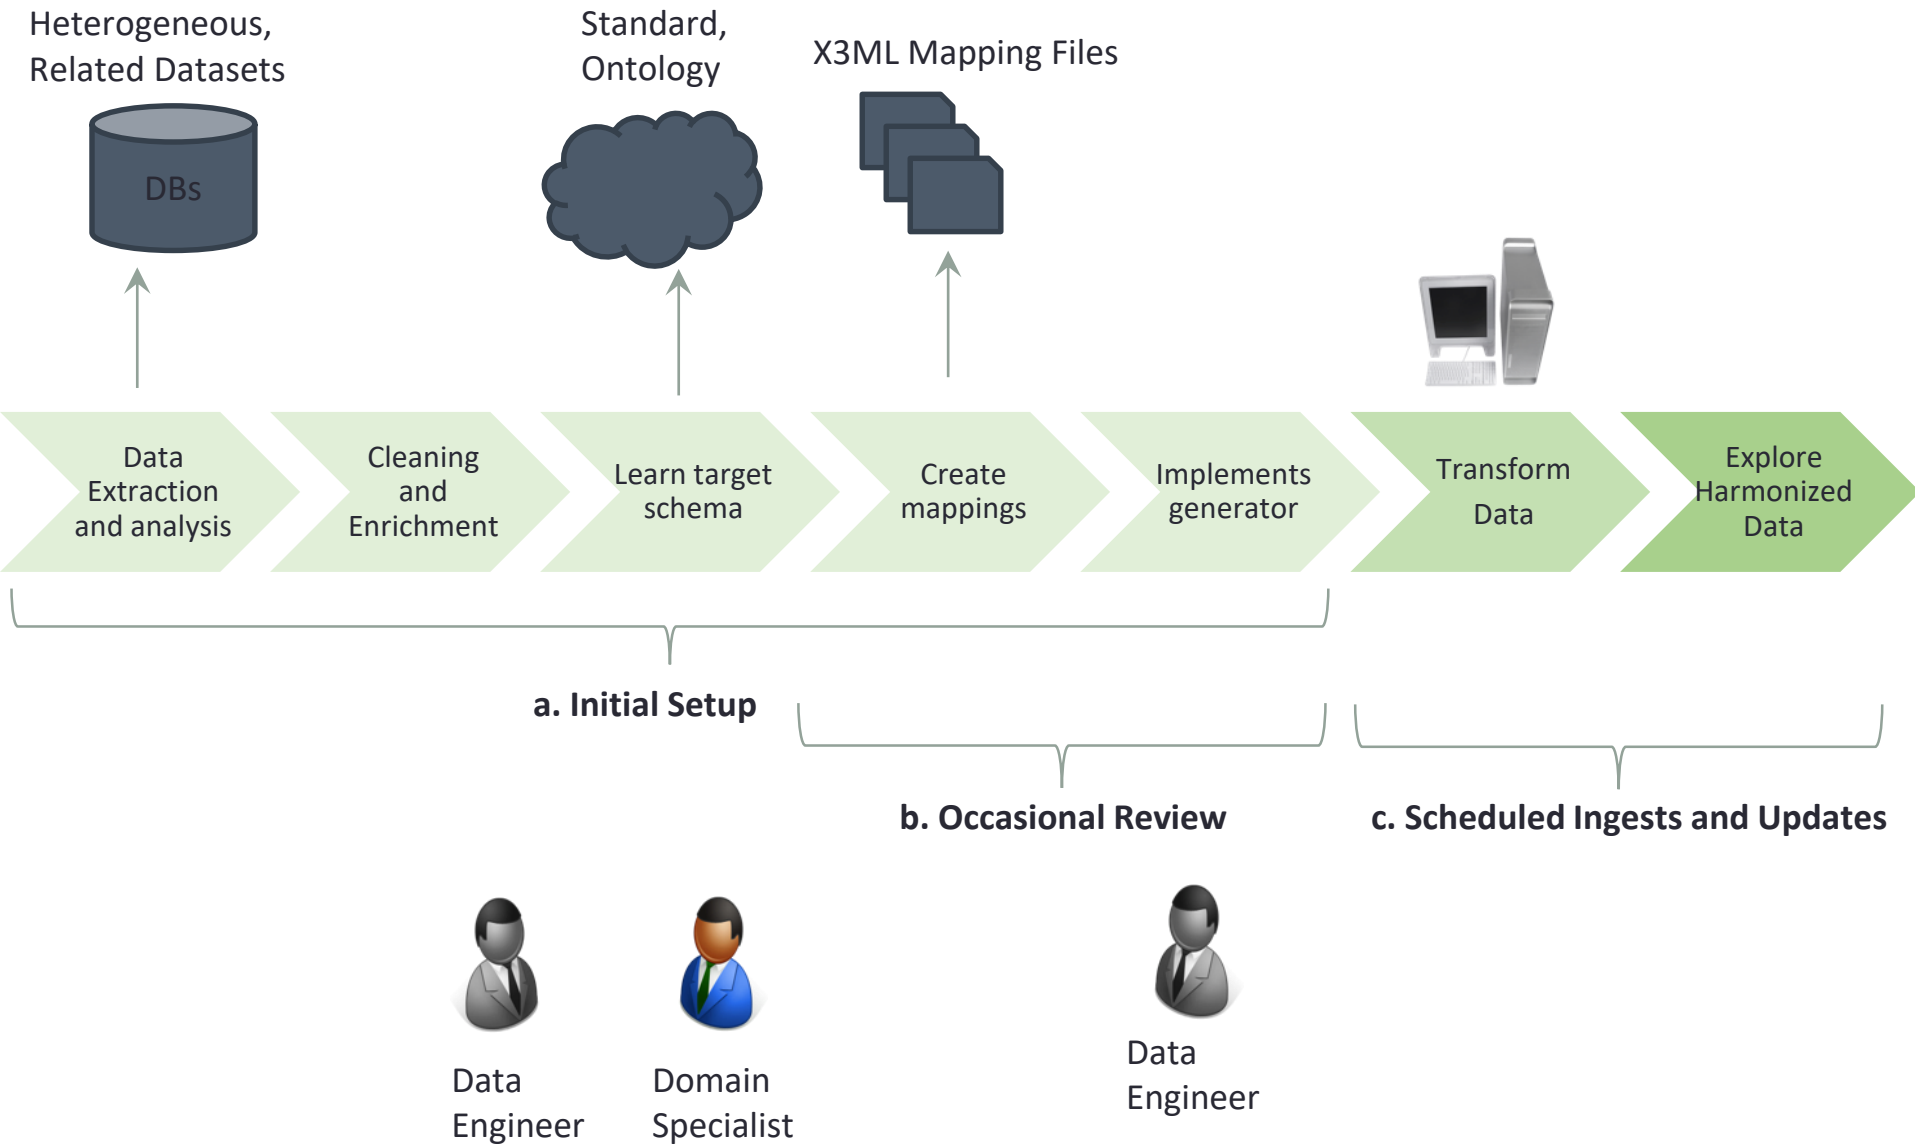 Heterogeneous,
Related Datasets
Standard,
Ontology
X3ML Mapping Files
DBs
Data
Extraction
and analysis
Cleaning
and
Enrichment
Learn target
schema
Create
mappings
Implements
generator
Transform
Data
Explore
Harmonized
Data
a. Initial Setup
b. Occasional Review
c. Scheduled Ingests and Updates
Data
Engineer
Domain
Specialist
Data
Engineer